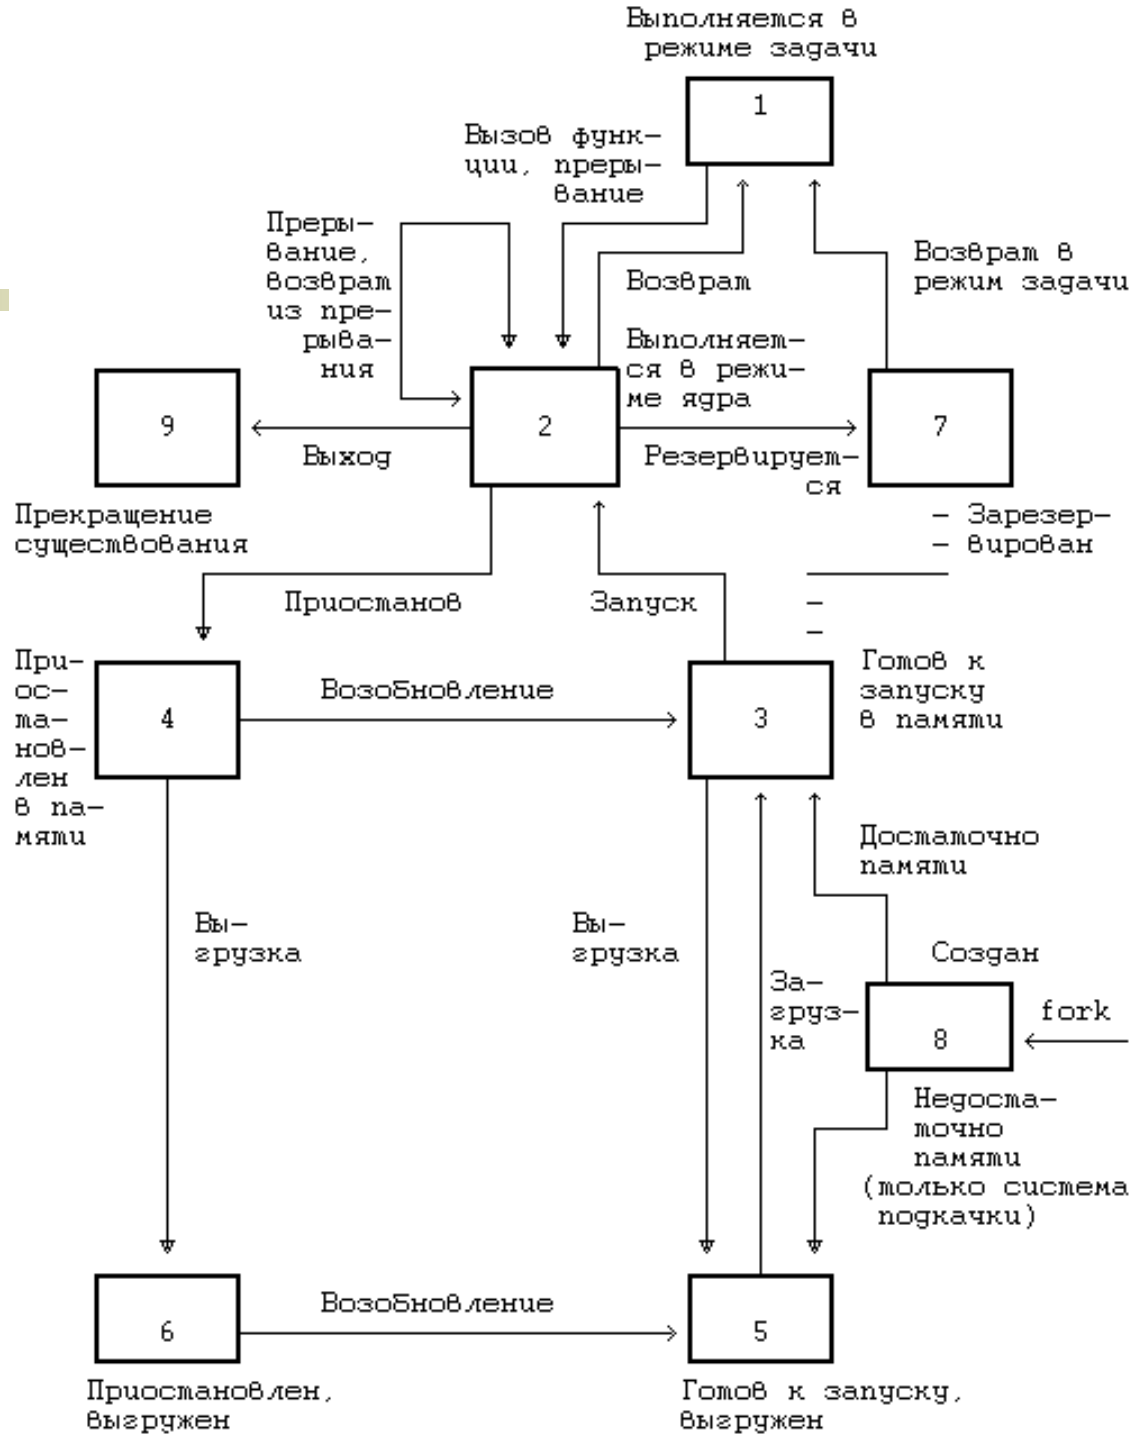 Выполняется в
режиме задачи
1
Вызов функ-
ции, преры-
вание
Преры-
вание,
возврат
из пре-
рыва-
ния
Возврат
Возврат в
режим задачи
Выполняет-
ся в режи-
ме ядра
9
2
7
Выход
Резервирует-
ся
Прекращение
существования
- Зарезер-
- вирован
Приостанов
Запуск
-
-
При-
ос-
та-
нов-
лен
в па-
мяти
4
Возобновление
3
Готов к
запуску
в памяти
Достаточно
памяти
Вы-
грузка
Вы-
грузка
За-
груз-
ка
Создан
fork
8
Недоста-
точно
памяти
(только система
подкачки)
6
Возобновление
5
Приостановлен,
выгружен
Готов к запуску,
выгружен